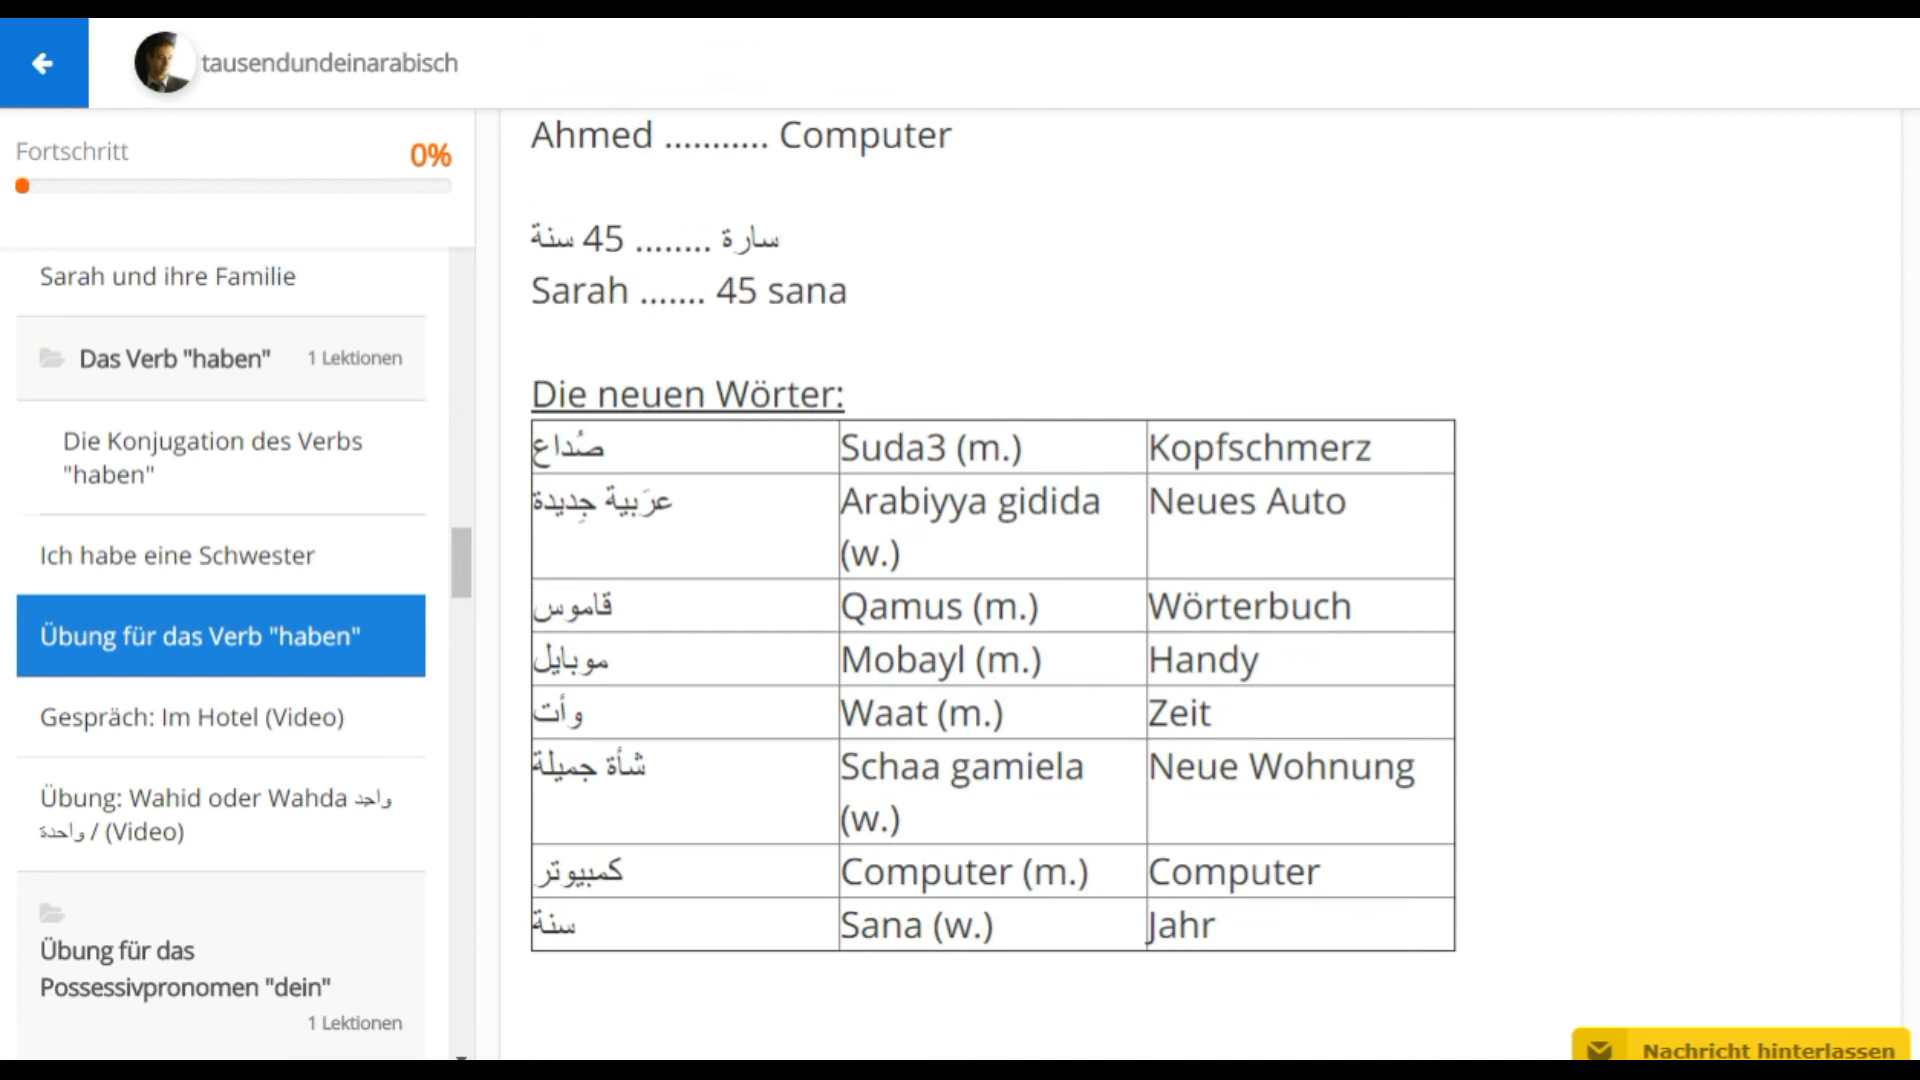 tausendundeinarabisch
Fortschritt
0%
Sarah und ihre Familie
Das Verb "haben"
1 Lektionen
Die Konjugation des Verbs
"haben"
Ich habe eine Schwester
Übung für das Verb "haben"
Gespräch: Im Hotel (Video)
Übung: Wahid oder Wahda واحد
واحدة / (Video)
Übung für das
Possessivpronomen "dein"
1 Lektionen
Ahmed ........... Computer
سارة ........ 45 سنة
Sarah ....... 45 sana
Die neuen Wörter:
صُداع
Suda3 (m.)
Kopfschmerz
عرَبية جِديدة
Arabiyya gidida
(w.)
Neues Auto
قاموس
Qamus (m.)
Wörterbuch
موبايل
Mobayl (m.)
Handy
وأت
Waat (m.)
Zeit
شأة جميلة
Schaa gamiela
(w.)
Neue Wohnung
كمبيوتر
Computer (m.)
Computer
سنة
Sana (w.)
Jahr
Nachricht hinterlassen